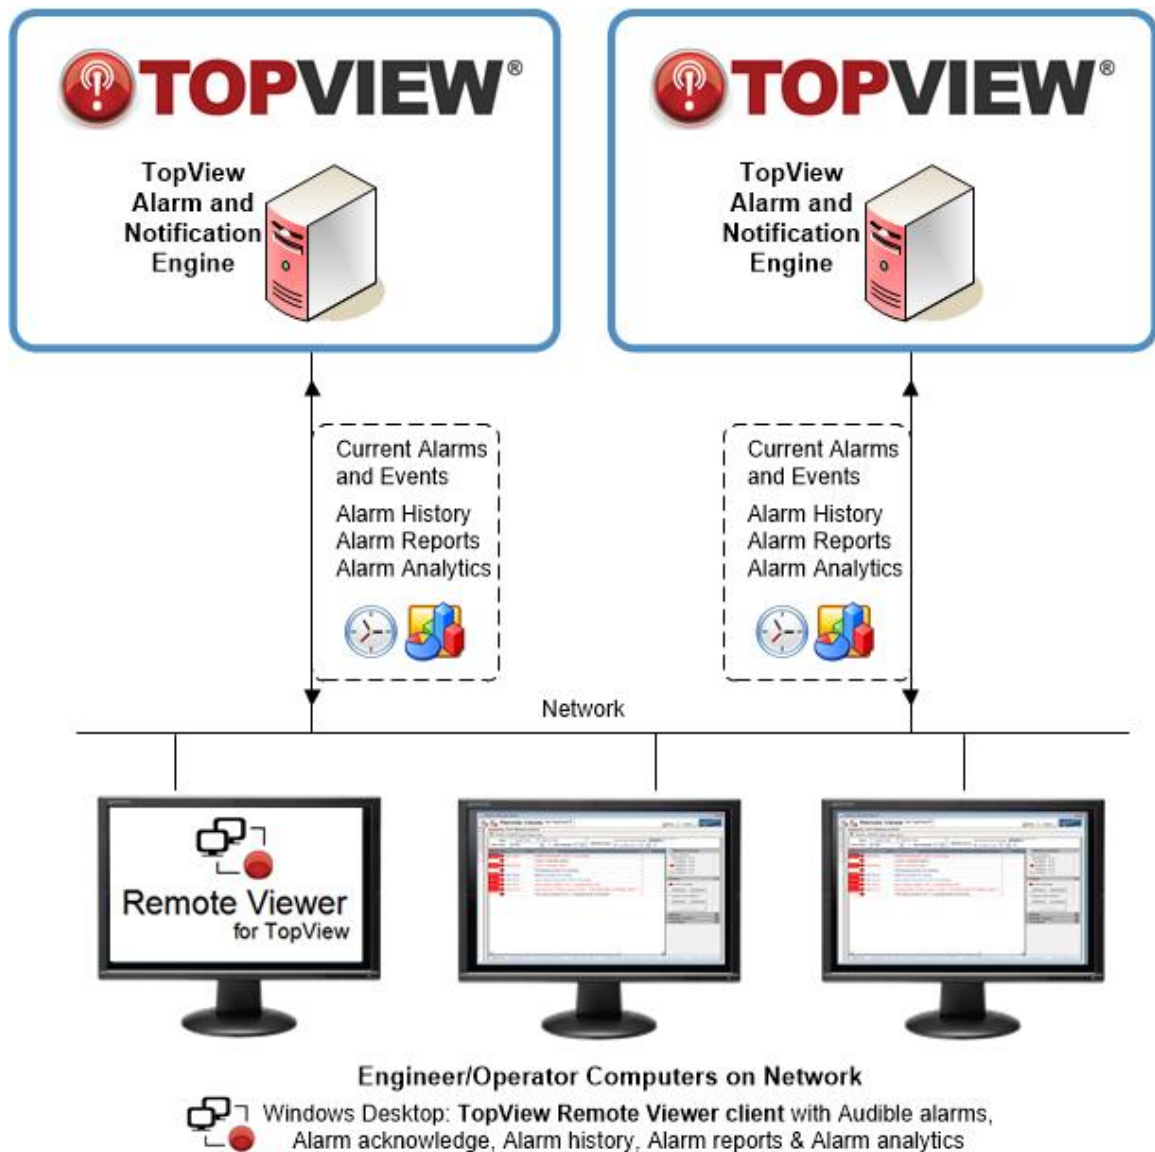 TOPVIEW®
TopView
Alarm and
Notification
Engine
TOPVIEW®
TopView
Alarm and
Notification
Engine
Current Alarms
and Events
Alarm History
Alarm Reports
Alarm Analytics
Current Alarms
and Events
Alarm History
Alarm Reports
Alarm Analytics
Network
Remote Viewer
for TopView
Engineer/Operator Computers on Network
Windows Desktop: TopView Remote Viewer client with Audible alarms,
Alarm acknowledge, Alarm history, Alarm reports & Alarm analytics